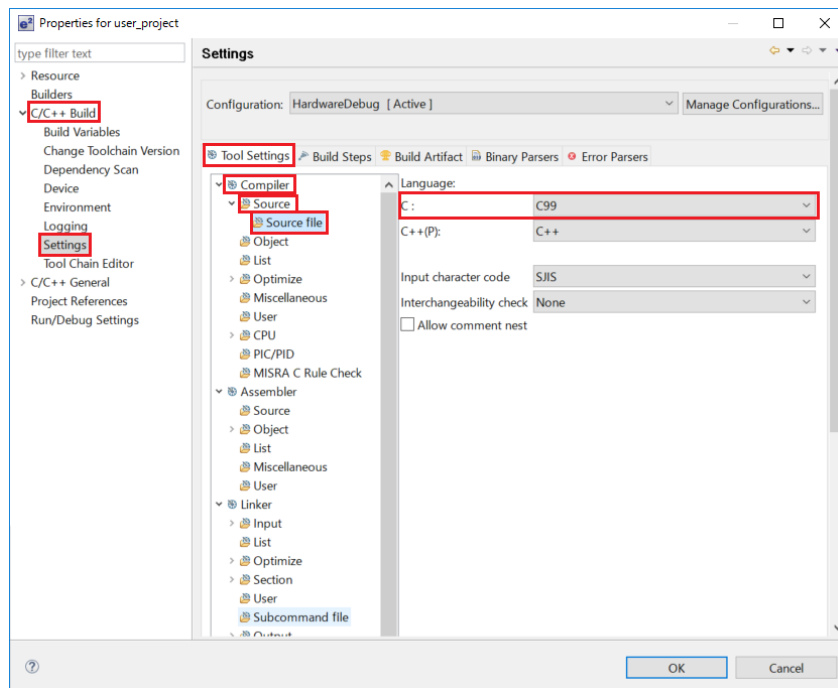 e² Properties for user_project
type filter text
Resource
Builders
C/C++ Build
Build Variables
Change Toolchain Version
Dependency Scan
Device
Environment
Logging
Settings
Tool Chain Editor
C/C++ General
Project References
Run/Debug Settings
Settings
Configuration: HardwareDebug [ Active ] Manage Configurations...
Tool Settings Build Steps Build Artifact Binary Parsers Error Parsers
Compiler
Source
Source file
Object
List
Optimize
Miscellaneous
User
CPU
PIC/PID
MISRA C Rule Check
Assembler
Source
Object
List
Miscellaneous
User
Linker
Input
List
Optimize
Section
User
Subcommand file
Output
Language:
C : C99
C++(P): C++
Input character code SJIS
Interchangeability check None
Allow comment nest
? OK Cancel